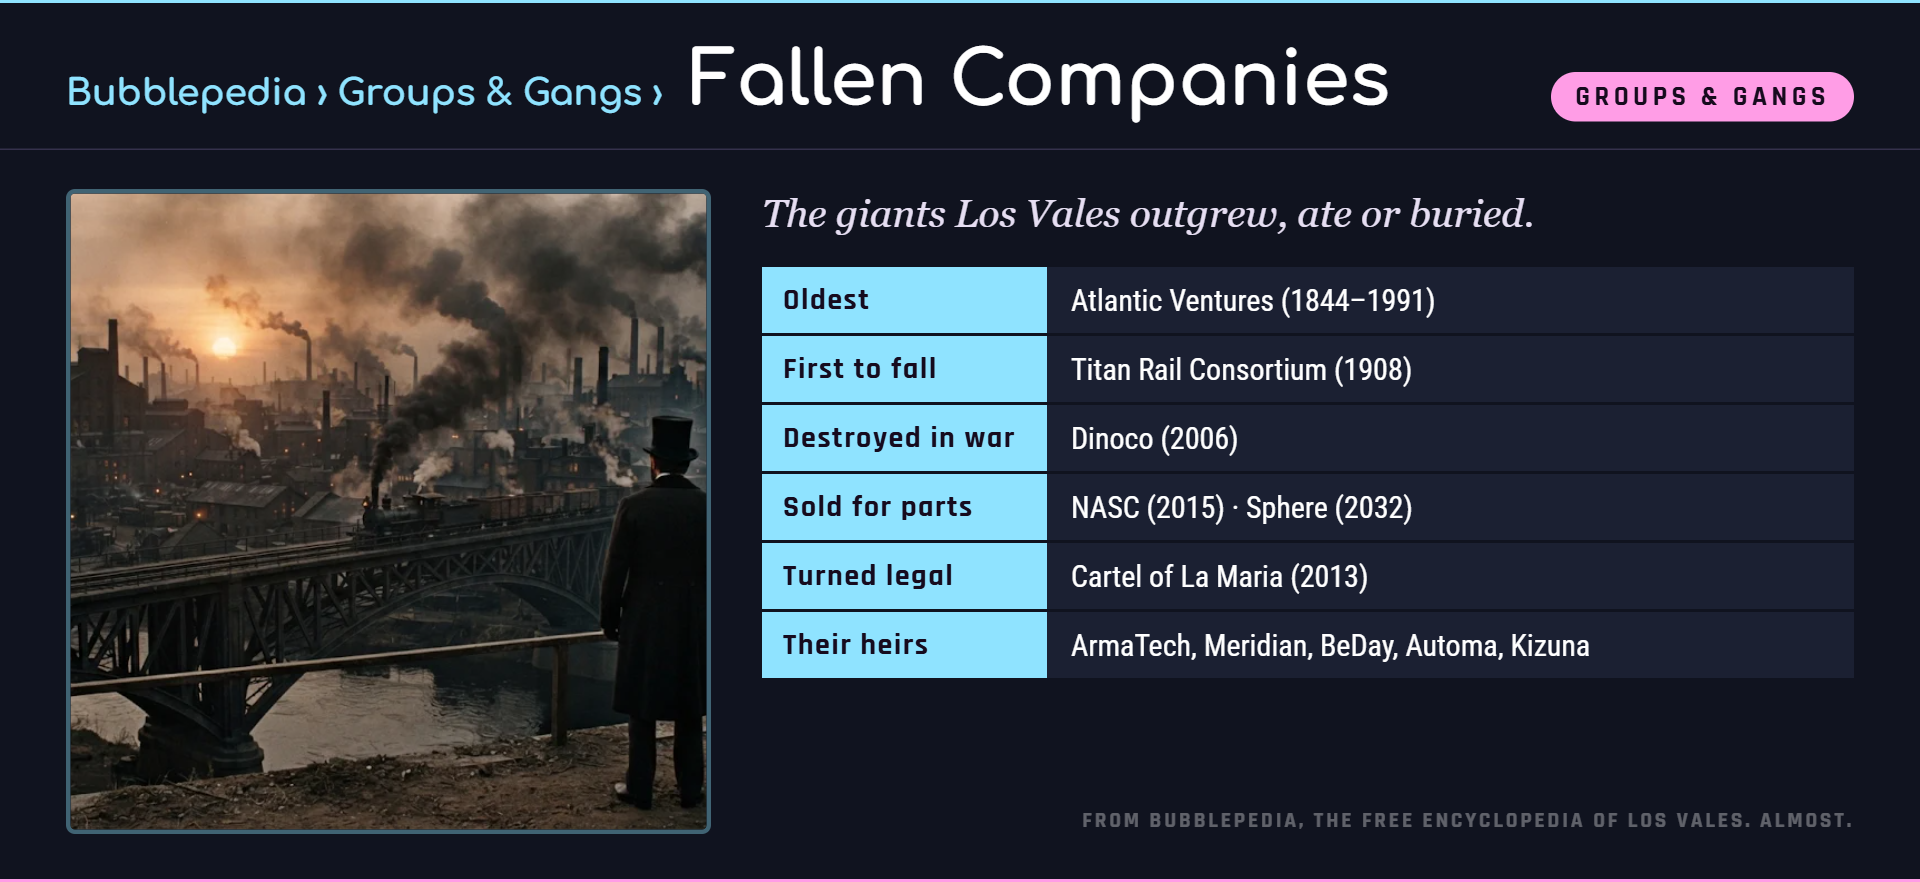 Bubblepedia › Groups & Gangs › Fallen Companies
GROUPS & GANGS
The giants Los Vales outgrew, ate or buried.
Oldest Atlantic Ventures (1844–1991)
First to fall Titan Rail Consortium (1908)
Destroyed in war Dinoco (2006)
Sold for parts NASC (2015) · Sphere (2032)
Turned legal Cartel of La Maria (2013)
Their heirs ArmaTech, Meridian, BeDay, Automa, Kizuna
FROM BUBBLEPEDIA, THE FREE ENCYCLOPEDIA OF LOS VALES. ALMOST.